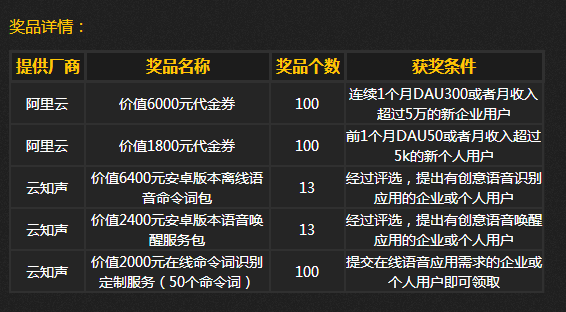 奖品详情：
提供厂商 奖品名称 奖品个数 获奖条件
阿里云 价值6000元代金券 100 连续1个月DAU300或者月收入
超过5万的新企业用户
阿里云 价值1800元代金券 100 前1个月DAU50或者月收入超过
5k的新个人用户
云知声 价值6400元安卓版本离线语
音命令词包 13 经过评选，提出有创意语音识别
应用的企业或个人用户
云知声 价值2400元安卓版本语音唤
醒服务包 13 经过评选，提出有创意语音唤醒
应用的企业或个人用户
云知声 价值2000元在线命令词识别
定制服务（50个命令词） 100 提交在线语音应用需求的企业或
个人用户即可领取